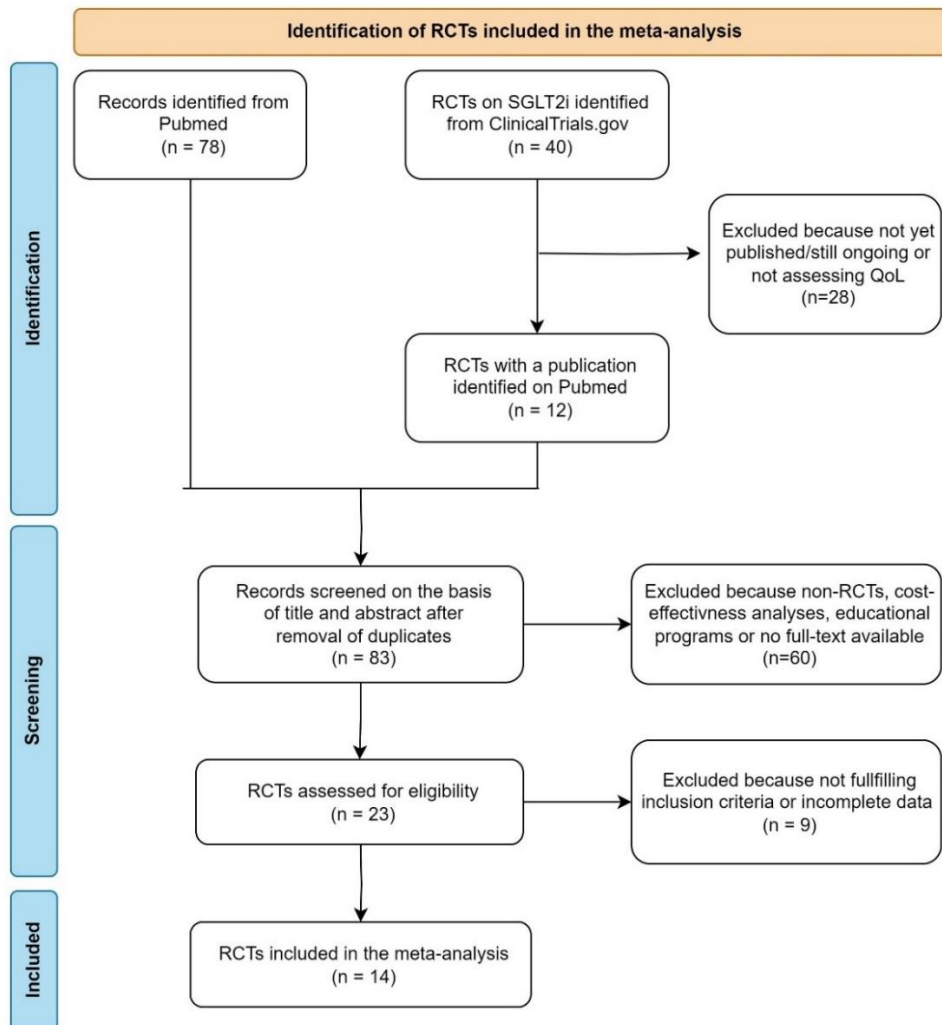 Identification of RCTs included in the meta-analysis
Identification
Records identified from
Pubmed
(n = 78)
RCTs on SGLT2i identified
from ClinicalTrials.gov
(n = 40)
Excluded because not yet
published/still ongoing or
not assessing QoL
(n=28)
RCTs with a publication
identified on Pubmed
(n = 12)
Screening
Records screened on the basis
of title and abstract after
removal of duplicates
(n = 83)
Excluded because non-RCTs, cost-
effectivness analyses, educational
programs or no full-text available
(n=60)
RCTs assessed for eligibility
(n = 23)
Excluded because not fullfilling
inclusion criteria or incomplete data
(n = 9)
Included
RCTs included in the meta-analysis
(n = 14)